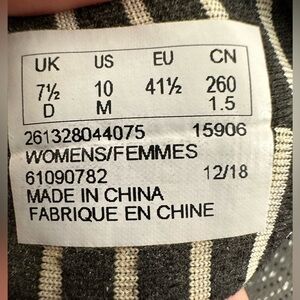 UK US EU CN
7½ 10 41½ 260
D M 1.5
261328044075 15906
WOMENS/FEMMES
61090782 12/18
MADE IN CHINA
FABRIQUE EN CHINE